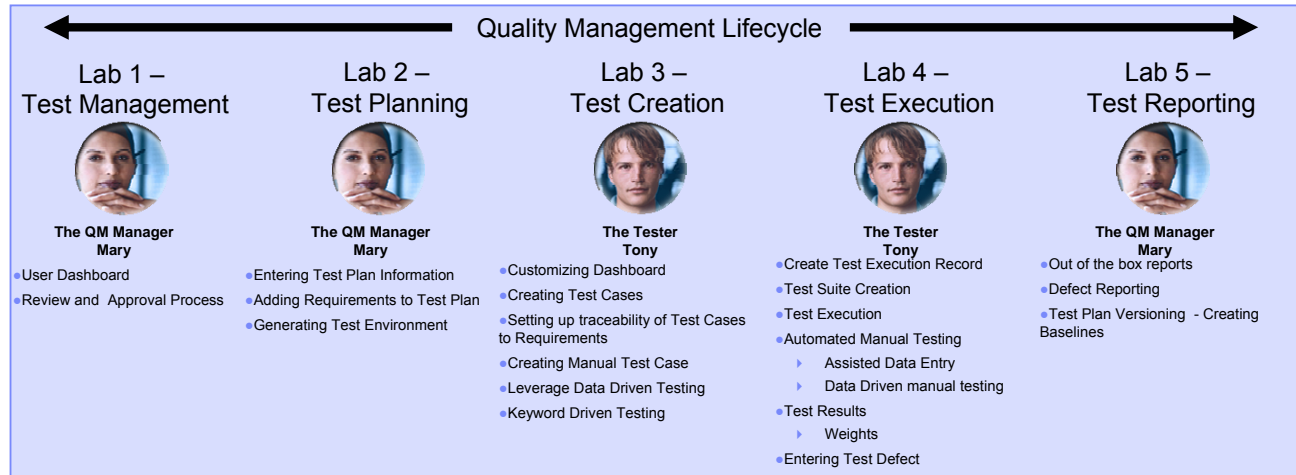 Quality Management Lifecycle
Lab 1 –
Test Management
The QM Manager
Mary
●User Dashboard
●Review and Approval Process
Lab 2 –
Test Planning
The QM Manager
Mary
●Entering Test Plan Information
●Adding Requirements to Test Plan
●Generating Test Environment
Lab 3 –
Test Creation
The Tester
Tony
●Customizing Dashboard
●Creating Test Cases
●Setting up traceability of Test Cases
to Requirements
●Creating Manual Test Case
●Leverage Data Driven Testing
●Keyword Driven Testing
Lab 4 –
Test Execution
The Tester
Tony
●Create Test Execution Record
●Test Suite Creation
●Test Execution
●Automated Manual Testing
Assisted Data Entry
Data Driven manual testing
●Test Results
Weights
●Entering Test Defect
Lab 5 –
Test Reporting
The QM Manager
Mary
●Out of the box reports
●Defect Reporting
●Test Plan Versioning - Creating
Baselines